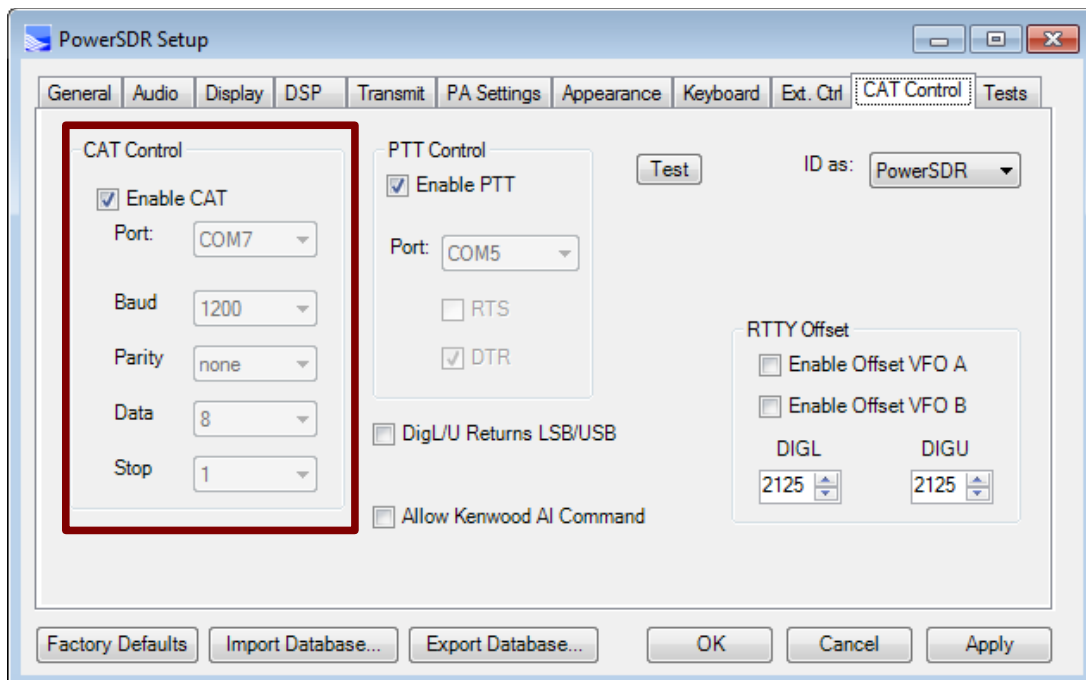 PowerSDR Setup
General Audio Display DSP Transmit PA Settings Appearance Keyboard Ext. Ctrl CAT Control Tests
CAT Control
Enable CAT
Port: COM7
Baud 1200
Parity none
Data 8
Stop 1
PTT Control
Enable PTT
Port: COM5
RTS
DTR
DigL/U Returns LSB/USB
Allow Kenwood AI Command
Test
ID as: PowerSDR
RTTY Offset
Enable Offset VFO A
Enable Offset VFO B
DIGL DIGU
2125 2125
Factory Defaults Import Database... Export Database... OK Cancel Apply